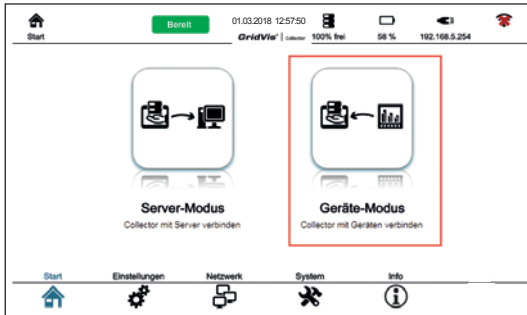 Start
Bereit
01.03.2018 12:57:50
GridVis® | Collector
100% frei
58 %
192.168.5.254
Server-Modus
Collector mit Server verbinden
Geräte-Modus
Collector mit Geräten verbinden
Start
Einstellungen
Netzwerk
System
Info